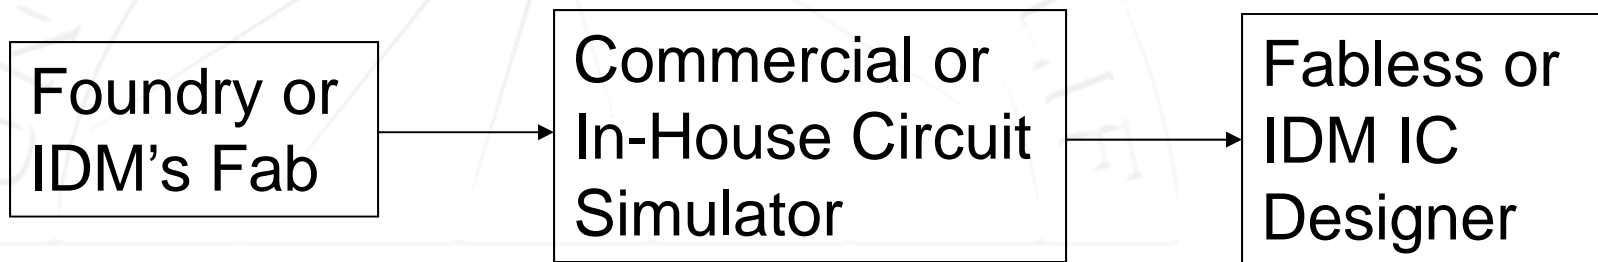 Foundry or
IDM's Fab
Commercial or
In-House Circuit
Simulator
Fabless or
IDM IC
Designer